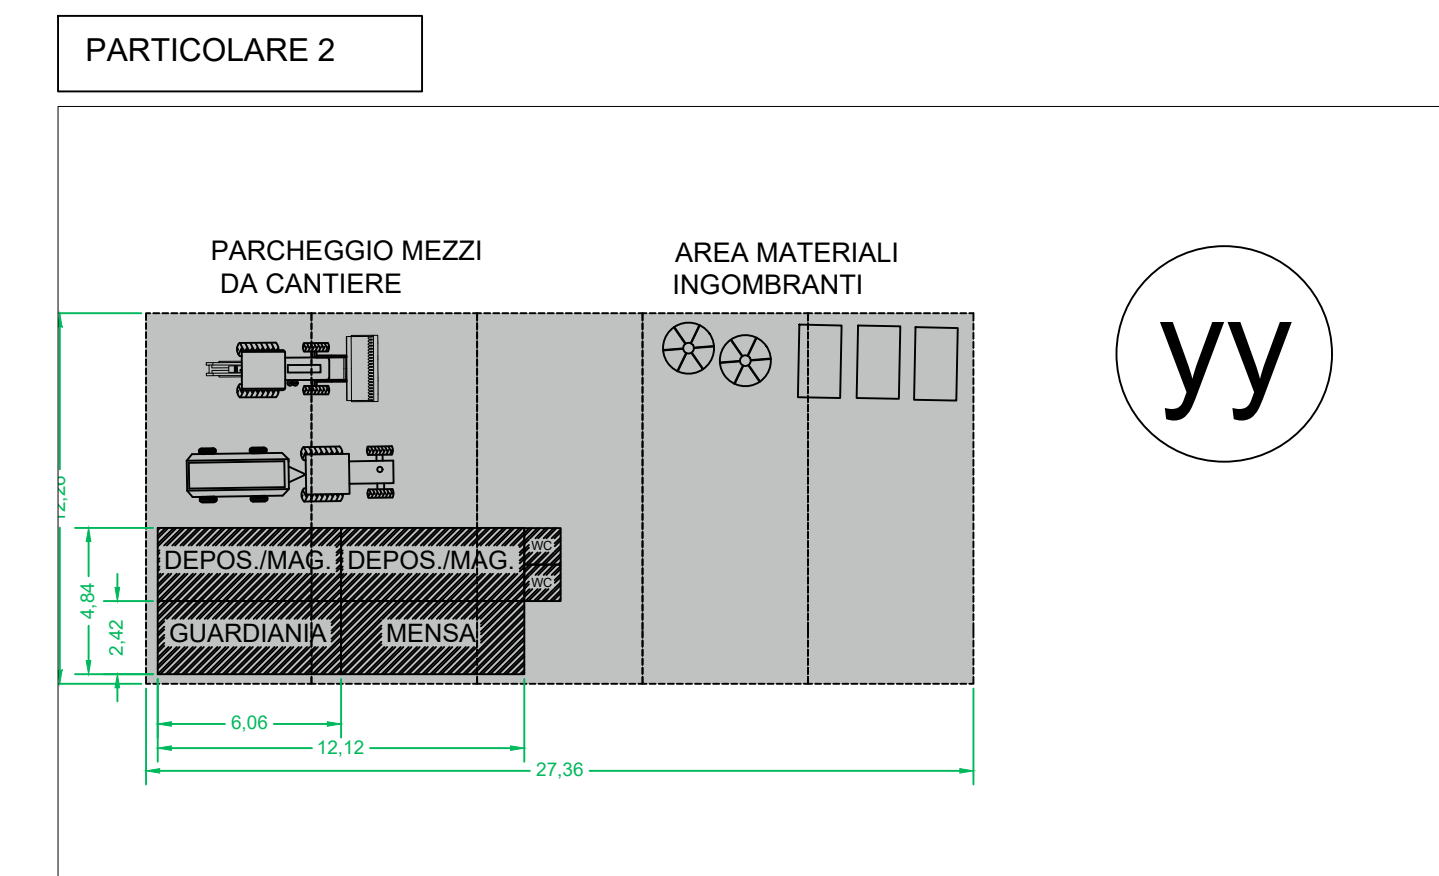 PARTICOLARE 2
PARCHEGGIO MEZZI
DA CANTIERE
AREA MATERIALI
INGOMBRANTI
yy
DEPOS./MAG.
DEPOS./MAG.
WC
WC
GUARDIANIA
MENSA
4,84
2,42
6,06
12,12
27,36